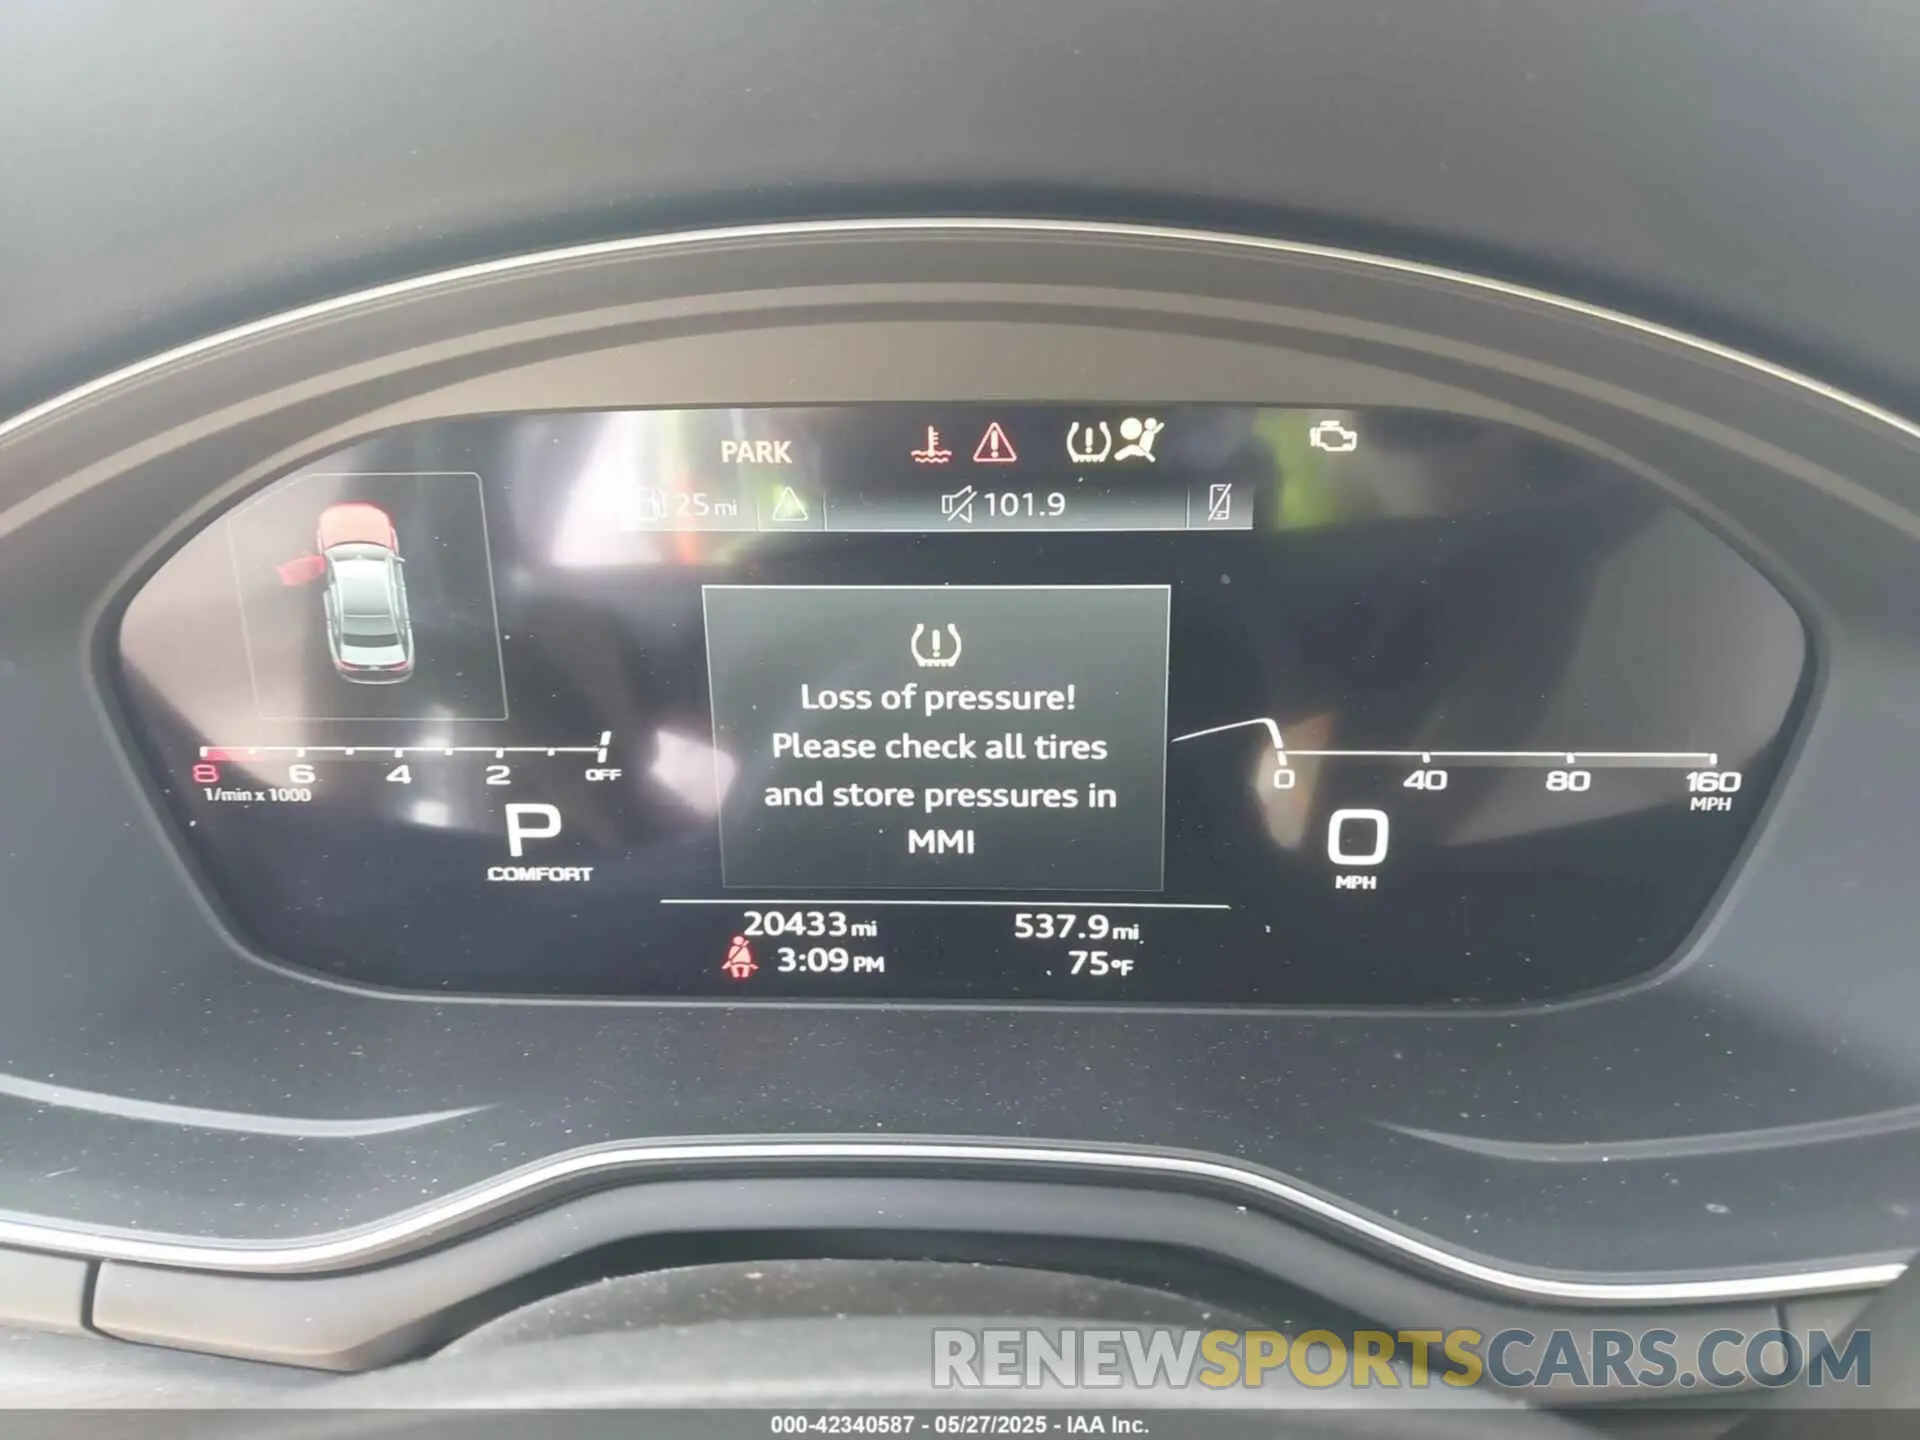 PARK
25 mi
101.9
Loss of pressure!
Please check all tires
and store pressures in
MMI
8 6 4 2 OFF
1/min x 1000
0 40 80 160
MPH
P
COMFORT
0
MPH
20433 mi 537.9 mi
3:09 PM 75°F
RENEWSPORTSCARS.COM
000-42340587 - 05/27/2025 - IAA Inc.